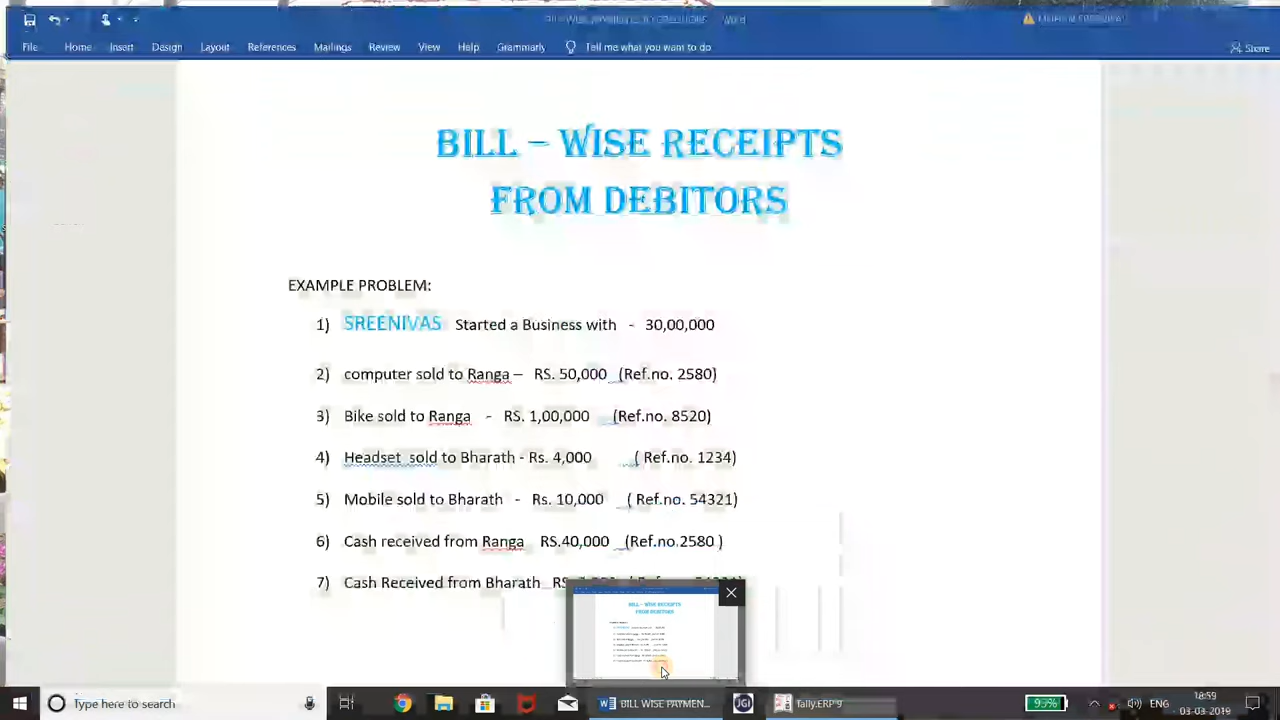 File Home Insert Design Layout References Mailings Review View Help Grammarly Tell me what you want to do Share
BILL – WISE RECEIPTS
FROM DEBITORS
EXAMPLE PROBLEM:
1) SREENIVAS Started a Business with - 30,00,000
2) computer sold to Ranga – RS. 50,000 (Ref.no. 2580)
3) Bike sold to Ranga - RS. 1,00,000 (Ref.no. 8520)
4) Headset sold to Bharath - Rs. 4,000 ( Ref.no. 1234)
5) Mobile sold to Bharath - Rs. 10,000 ( Ref.no. 54321)
6) Cash received from Ranga RS.40,000 (Ref.no.2580 )
7) Cash Received from Bharath
BILL - WISE RECEIPTS
FROM DEBITORS
Type here to search
BILL WISE PAYMEN...
JGI
Tally.ERP 9
95%
ENG
18:59
03-03-2019